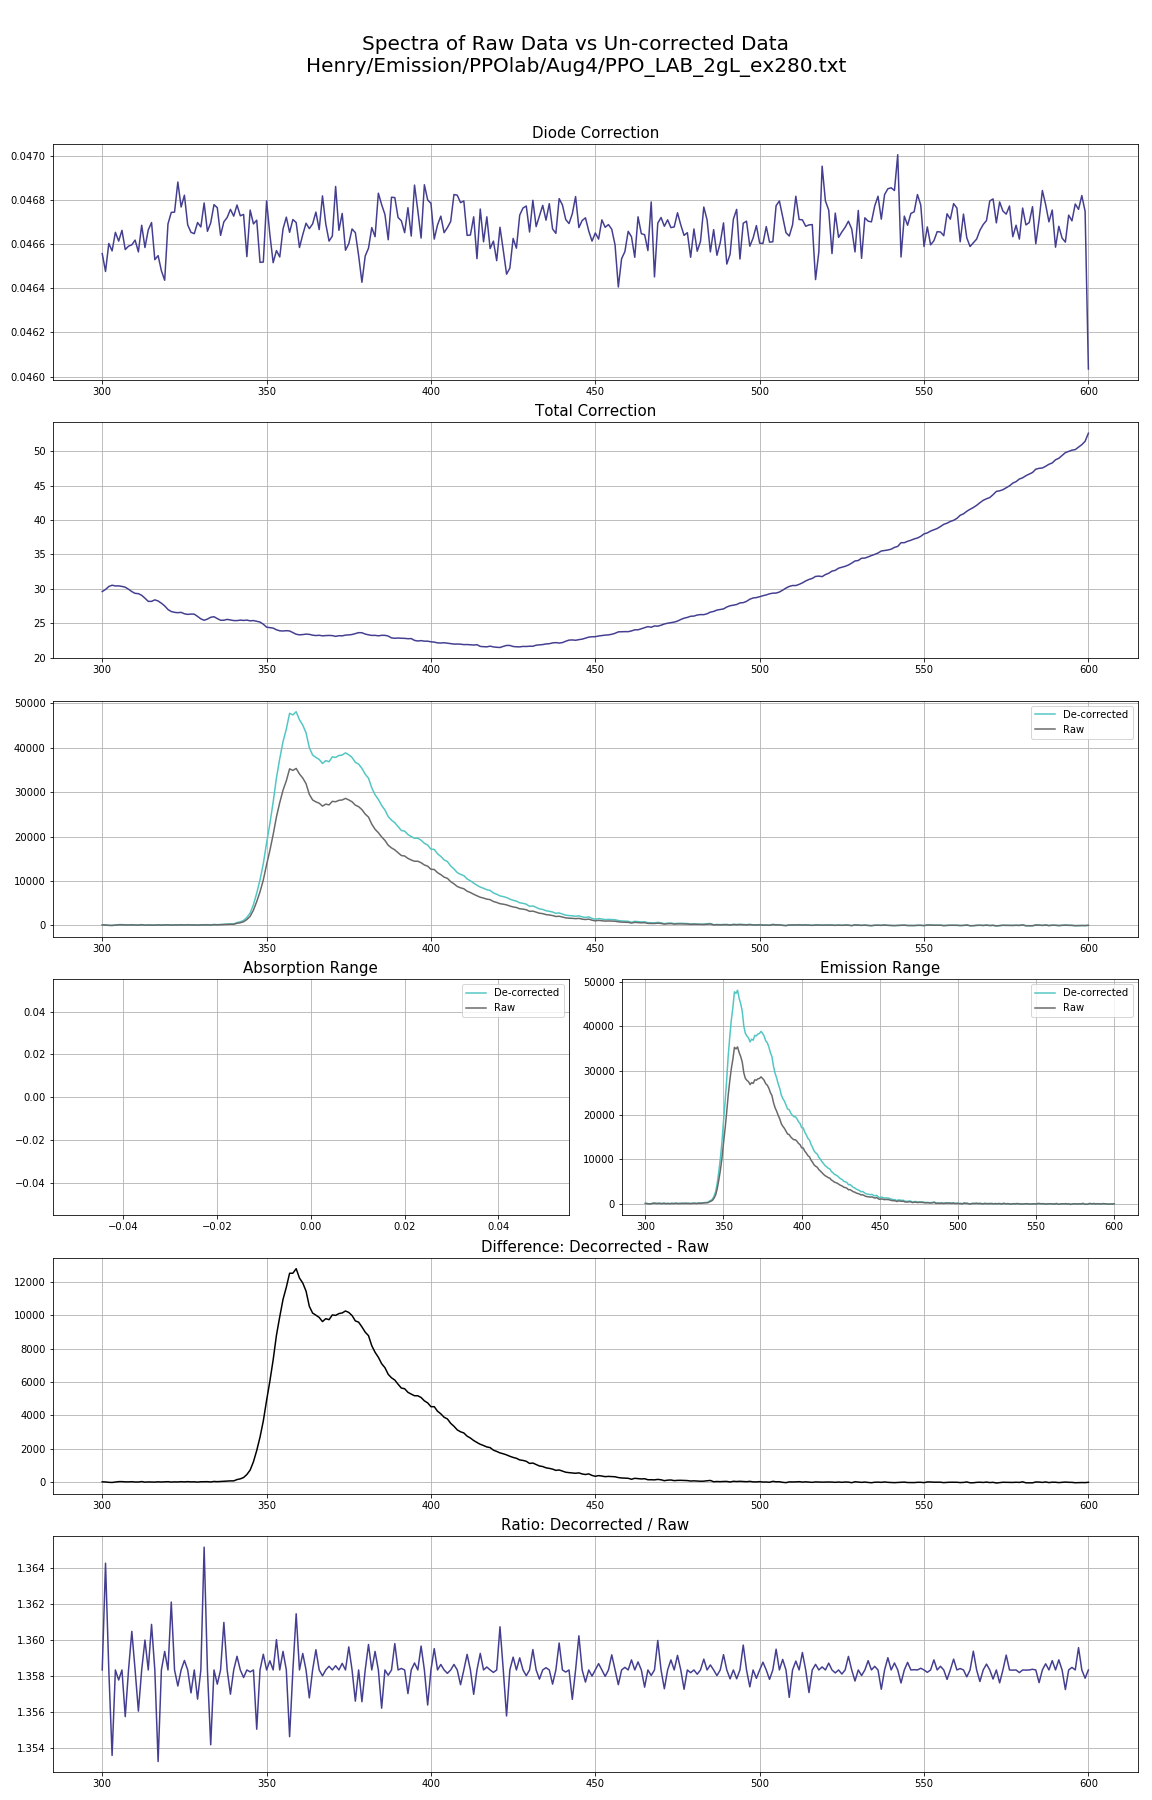 Spectra of Raw Data vs Un-corrected Data
Henry/Emission/PPOlab/Aug4/PPO_LAB_2gL_ex280.txt
Diode Correction
0.0470
0.0468
0.0466
0.0464
0.0462
0.0460
300 350 400 450 500 550 600
Total Correction
50
45
40
35
30
25
20
300 350 400 450 500 550 600
50000
40000
30000
20000
10000
0
De-corrected
Raw
300 350 400 450 500 550 600
Absorption Range
0.04
0.02
0.00
−0.02
−0.04
De-corrected
Raw
−0.04 −0.02 0.00 0.02 0.04
Emission Range
50000
40000
30000
20000
10000
0
De-corrected
Raw
300 350 400 450 500 550 600
Difference: Decorrected - Raw
12000
10000
8000
6000
4000
2000
0
300 350 400 450 500 550 600
Ratio: Decorrected / Raw
1.364
1.362
1.360
1.358
1.356
1.354
300 350 400 450 500 550 600